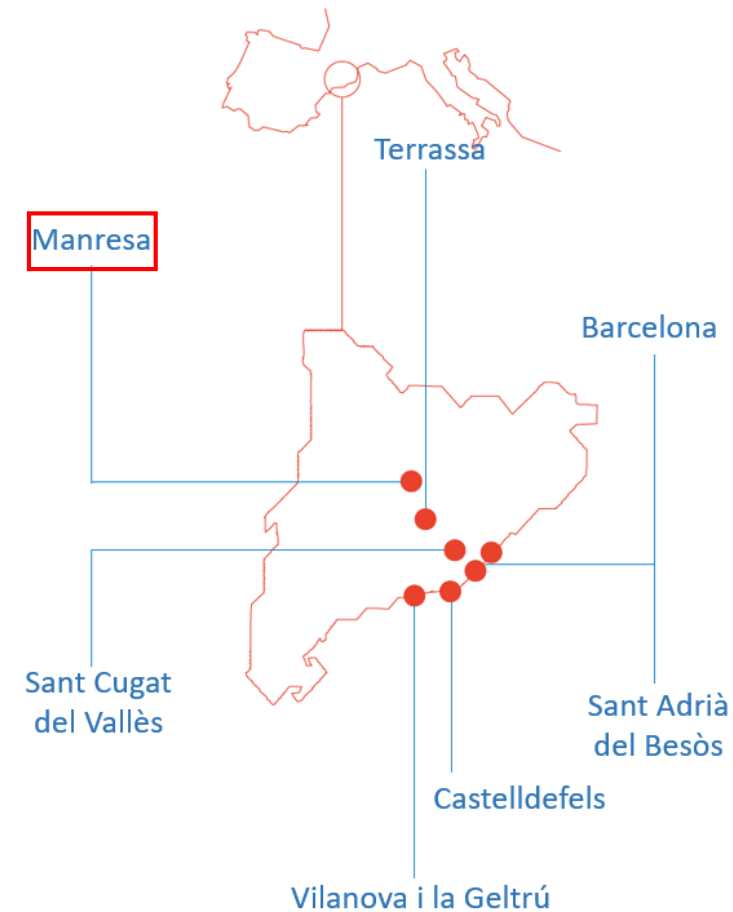 Terrassa
Manresa
Barcelona
Sant Cugat
del Vallès
Sant Adrià
del Besòs
Castelldefels
Vilanova i la Geltrú